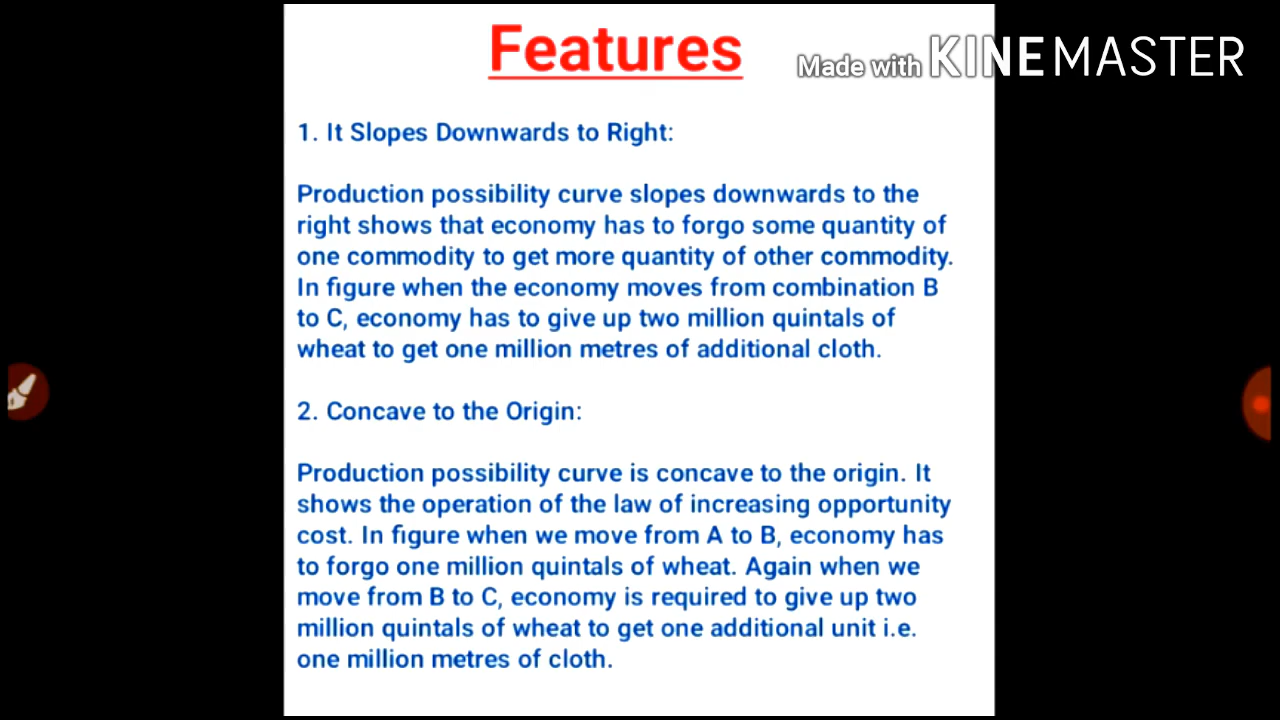 Features
Made with KINEMASTER
1. It Slopes Downwards to Right:
Production possibility curve slopes downwards to the
right shows that economy has to forgo some quantity of
one commodity to get more quantity of other commodity.
In figure when the economy moves from combination B
to C, economy has to give up two million quintals of
wheat to get one million metres of additional cloth.
2. Concave to the Origin:
Production possibility curve is concave to the origin. It
shows the operation of the law of increasing opportunity
cost. In figure when we move from A to B, economy has
to forgo one million quintals of wheat. Again when we
move from B to C, economy is required to give up two
million quintals of wheat to get one additional unit i.e.
one million metres of cloth.